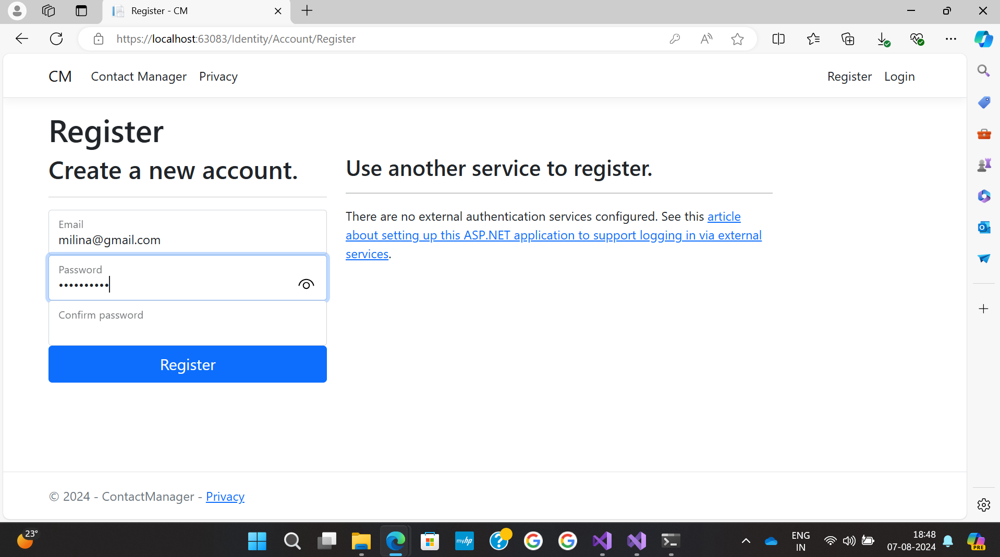 Register - CM
https://localhost:63083/Identity/Account/Register
CM Contact Manager Privacy Register Login
Register
Create a new account.
Email
milina@gmail.com
Password
••••••••••
Confirm password
Register
Use another service to register.
There are no external authentication services configured. See this article
about setting up this ASP.NET application to support logging in via external
services.
© 2024 - ContactManager - Privacy
23°
myhp
ENG
IN
18:48
07-08-2024
PRE